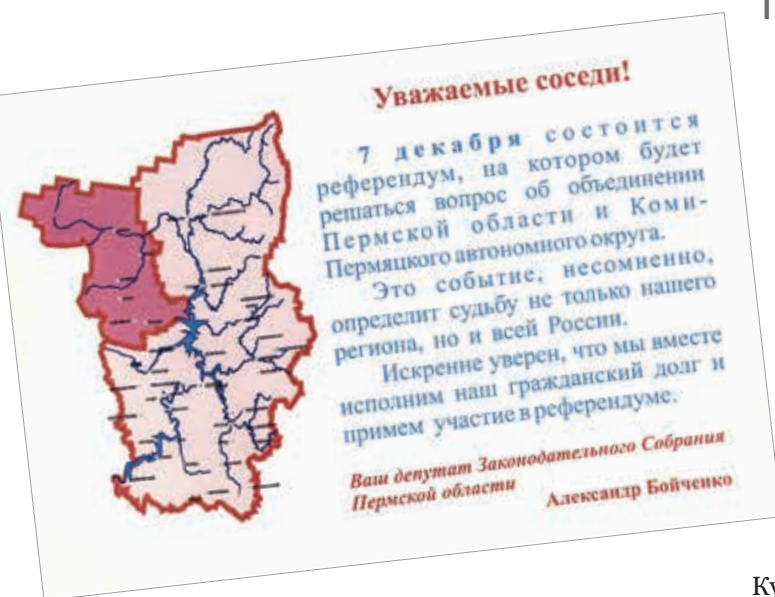 Уважаемые соседи!
7 декабря состоится
референдум, на котором будет
решаться вопрос об объединении
Пермской области и Коми-
Пермяцкого автономного округа.
Это событие, несомненно,
определит судьбу не только нашего
региона, но и всей России.
Искренне уверен, что мы вместе
исполним наш гражданский долг и
примем участие в референдуме.
Ваш депутат Законодательного Собрания
Пермской области
Александр Бойченко
Ку